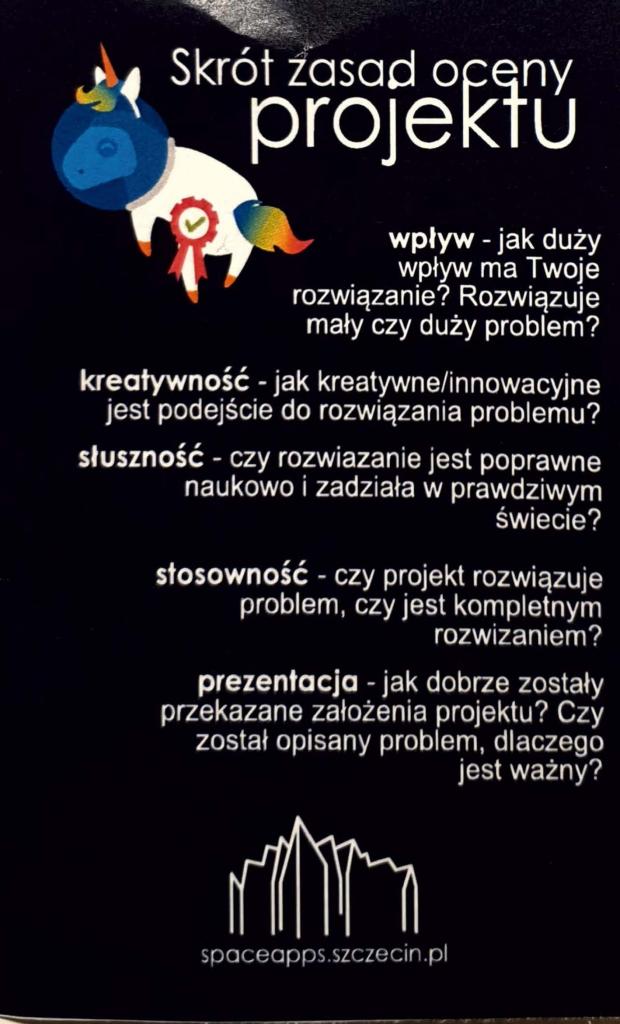 Skrót zasad oceny
projektu
wpływ - jak duży
wpływ ma Twoje
rozwiązanie? Rozwiązuje
mały czy duży problem?
kreatywność - jak kreatywne/innowacyjne
jest podejście do rozwiązania problemu?
słuszność - czy rozwiazanie jest poprawne
naukowo i zadziała w prawdziwym
świecie?
stosowność - czy projekt rozwiązuje
problem, czy jest kompletnym
rozwizaniem?
prezentacja - jak dobrze zostały
przekazane założenia projektu? Czy
został opisany problem, dlaczego
jest ważny?
spaceapps.szczecin.pl